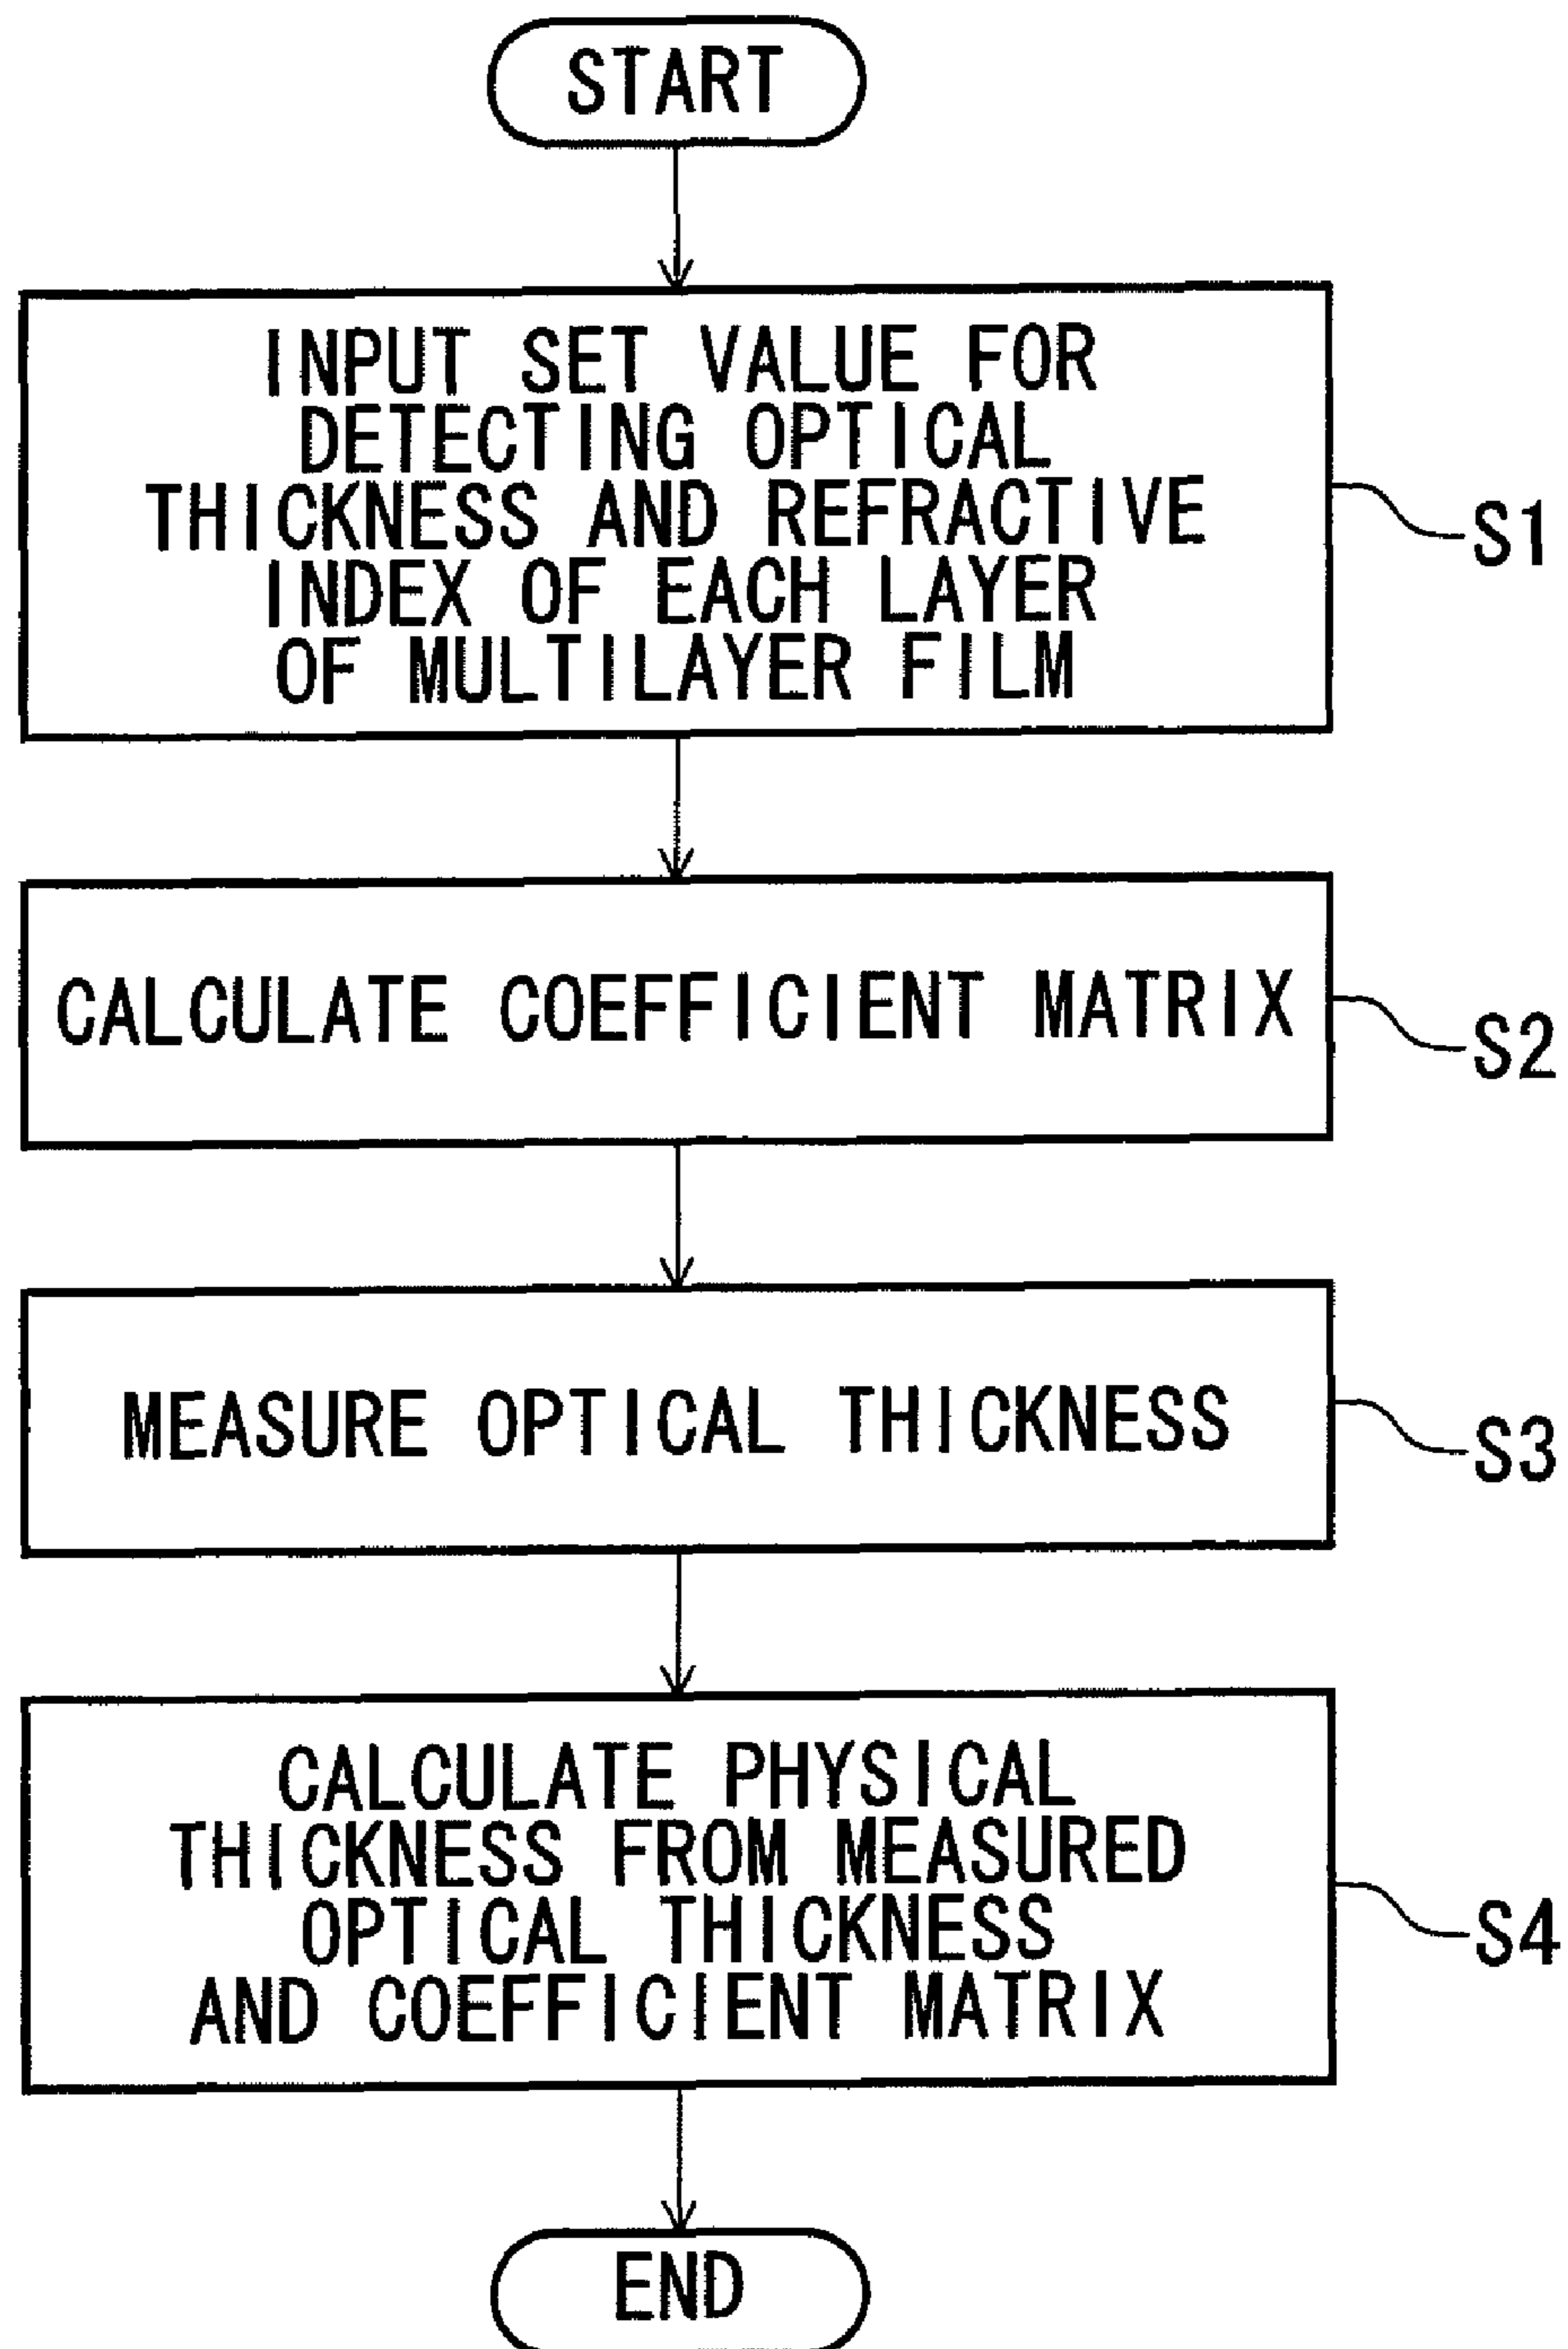 START
INPUT SET VALUE FOR
DETECTING OPTICAL
THICKNESS AND REFRACTIVE
INDEX OF EACH LAYER
OF MULTILAYER FILM
S1
CALCULATE COEFFICIENT MATRIX
S2
MEASURE OPTICAL THICKNESS
S3
CALCULATE PHYSICAL
THICKNESS FROM MEASURED
OPTICAL THICKNESS
AND COEFFICIENT MATRIX
S4
END